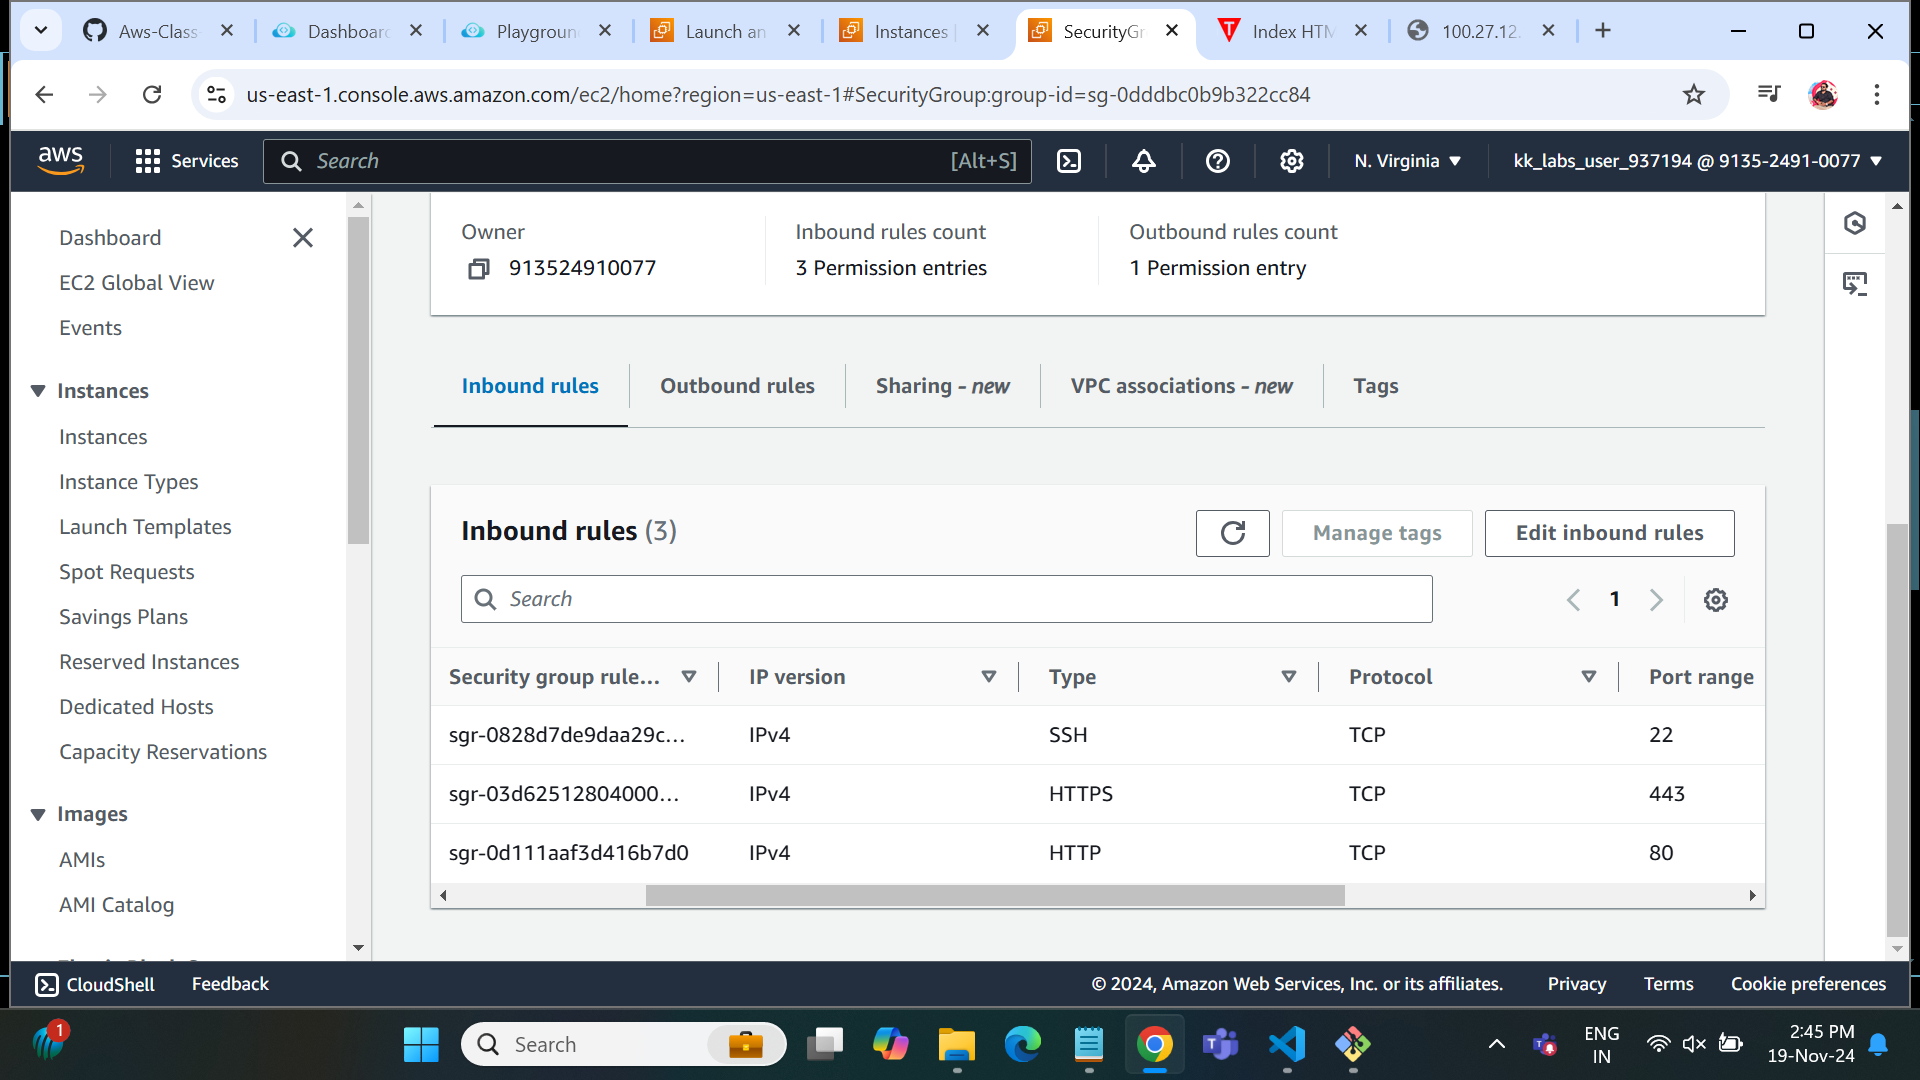 Aws-Class-
Dashboard
Playground
Launch an
Instances |
SecurityGr
Index HTM
100.27.12.
us-east-1.console.aws.amazon.com/ec2/home?region=us-east-1#SecurityGroup:group-id=sg-0dddbc0b9b322cc84
aws
Services
Search
[Alt+S]
N. Virginia
kk_labs_user_937194 @ 9135-2491-0077
Dashboard
EC2 Global View
Events
Instances
Instances
Instance Types
Launch Templates
Spot Requests
Savings Plans
Reserved Instances
Dedicated Hosts
Capacity Reservations
Images
AMIs
AMI Catalog
Owner
913524910077
Inbound rules count
3 Permission entries
Outbound rules count
1 Permission entry
Inbound rules
Outbound rules
Sharing - new
VPC associations - new
Tags
Inbound rules (3)
Manage tags
Edit inbound rules
Search
1
Security group rule... IP version Type Protocol Port range
sgr-0828d7de9daa29c... IPv4 SSH TCP 22
sgr-03d62512804000... IPv4 HTTPS TCP 443
sgr-0d111aaf3d416b7d0 IPv4 HTTP TCP 80
CloudShell
Feedback
© 2024, Amazon Web Services, Inc. or its affiliates.
Privacy
Terms
Cookie preferences
1
Search
ENG
IN
2:45 PM
19-Nov-24